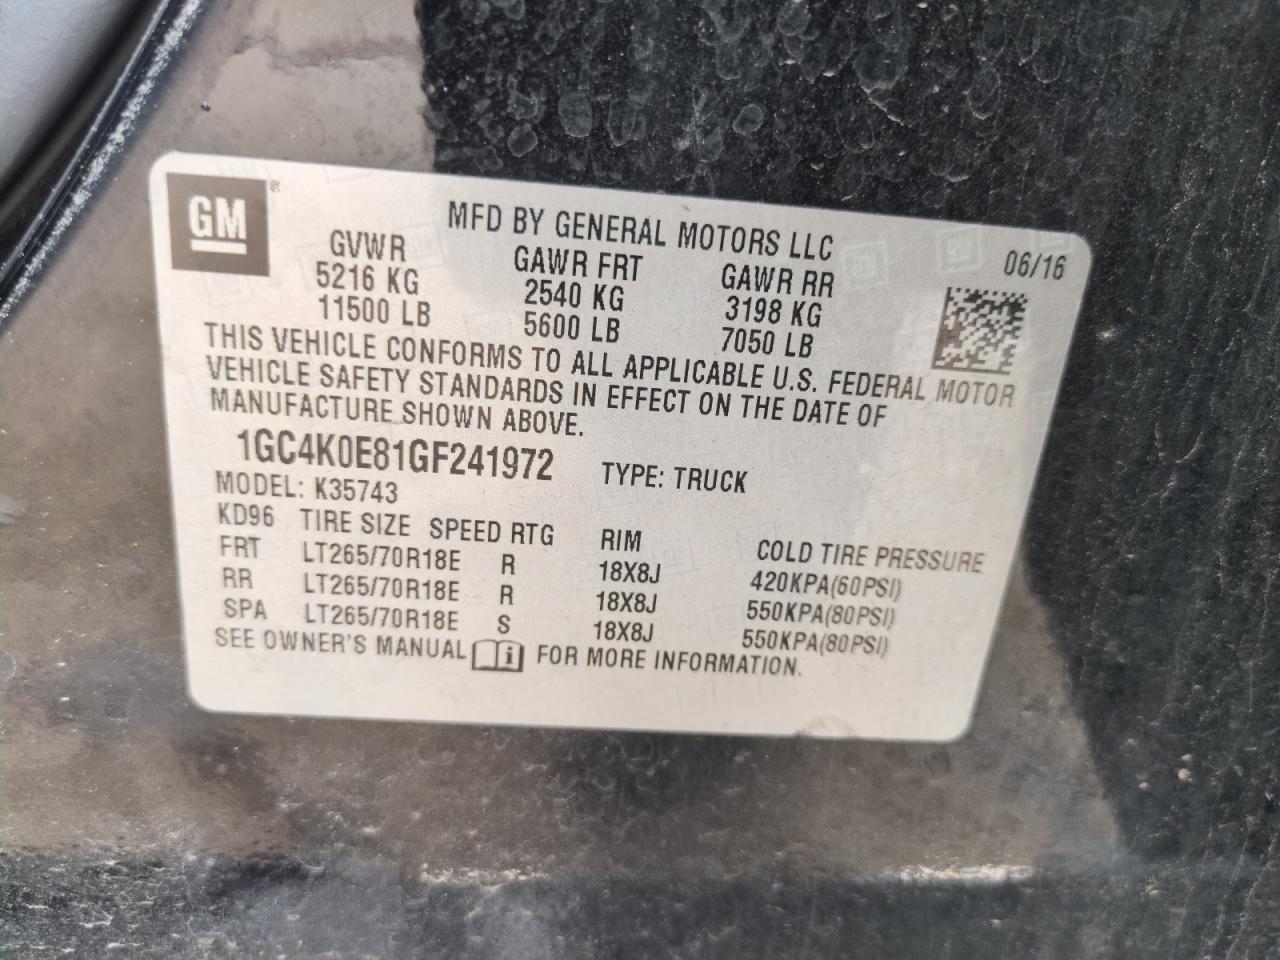 GM ®
MFD BY GENERAL MOTORS LLC
06/16
GVWR GAWR FRT GAWR RR
5216 KG 2540 KG 3198 KG
11500 LB 5600 LB 7050 LB
THIS VEHICLE CONFORMS TO ALL APPLICABLE U.S. FEDERAL MOTOR
VEHICLE SAFETY STANDARDS IN EFFECT ON THE DATE OF
MANUFACTURE SHOWN ABOVE.
1GC4K0E81GF241972 TYPE: TRUCK
MODEL: K35743
KD96 TIRE SIZE SPEED RTG RIM COLD TIRE PRESSURE
FRT LT265/70R18E R 18X8J 420KPA(60PSI)
RR LT265/70R18E R 18X8J 550KPA(80PSI)
SPA LT265/70R18E S 18X8J 550KPA(80PSI)
SEE OWNER'S MANUAL i FOR MORE INFORMATION.